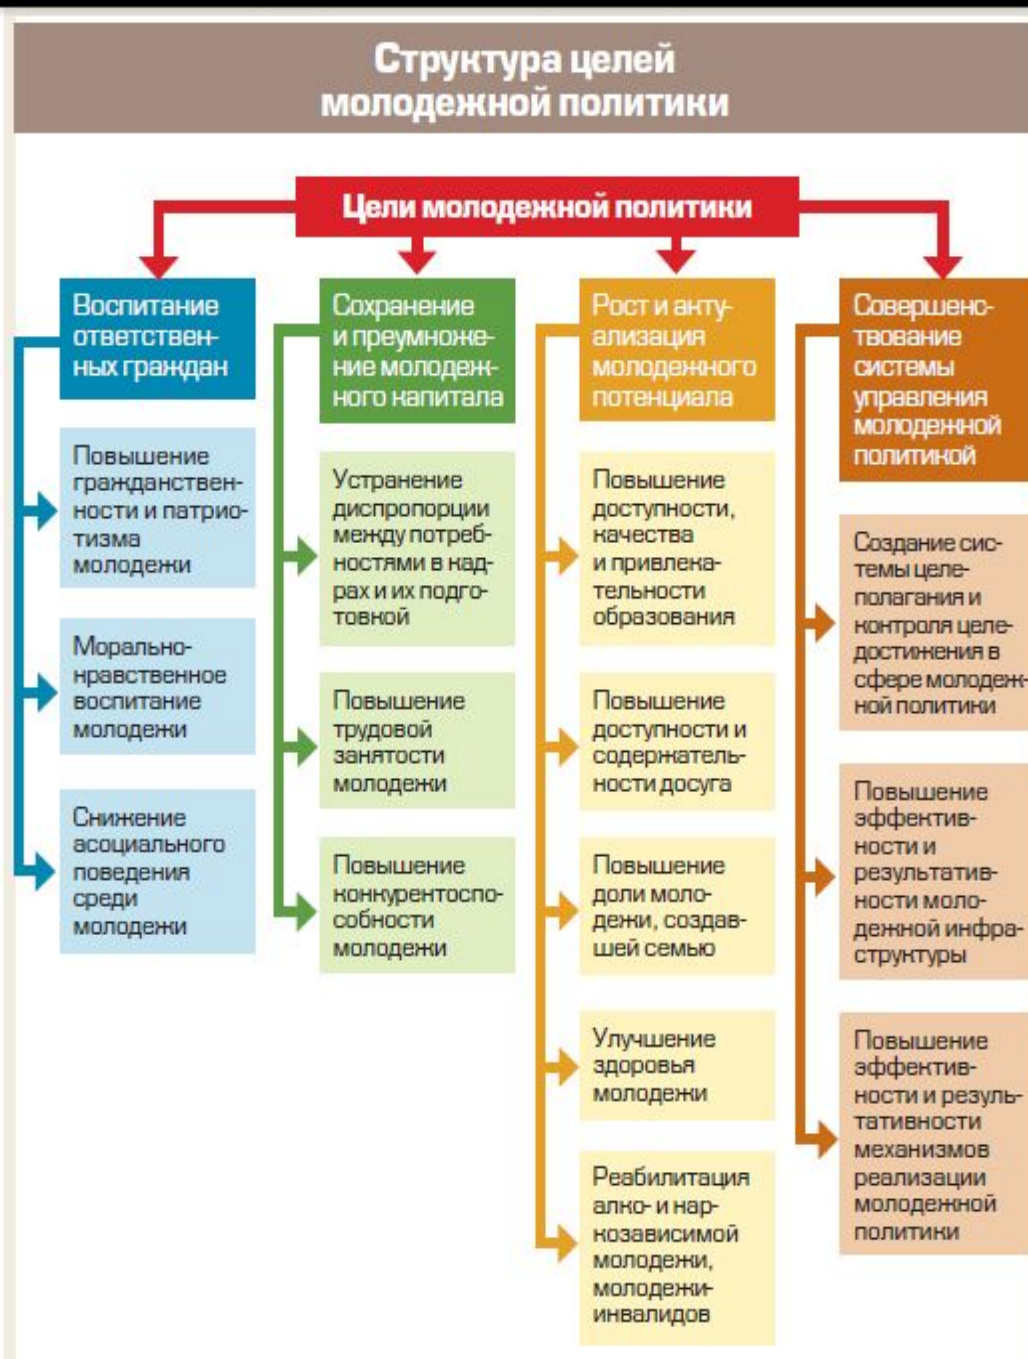 Структура целей
молодежной политики
Цели молодежной политики
Воспитание
ответствен-
ных граждан
Повышение
гражданствен-
ности и патрио-
тизма
молодежи
Морально-
нравственное
воспитание
молодежи
Снижение
асоциального
поведения
среди
молодежи
Сохранение
и преумноже-
ние молодеж-
ного капитала
Устранение
диспропорции
между потреб-
ностями в кад-
рах и их подго-
товкой
Повышение
трудовой
занятости
молодежи
Повышение
конкурентоспо-
собности
молодежи
Рост и акту-
ализация
молодежного
потенциала
Повышение
доступности,
качества
и привлека-
тельности
образования
Повышение
доступности и
содержатель-
ности досуга
Повышение
доли моло-
дежи, создав-
шей семью
Улучшение
здоровья
молодежи
Реабилитация
алко- и нар-
козависимой
молодежи,
молодежи-
инвалидов
Совершенс-
твование
системы
управления
молодежной
политикой
Создание сис-
темы целе-
полагания и
контроля целе-
достижения в
сфере молодеж-
ной политики
Повышение
эффектив-
ности и
результатив-
ности моло-
дежной инфра-
структуры
Повышение
эффектив-
ности и резуль-
тативности
механизмов
реализации
молодежной
политики